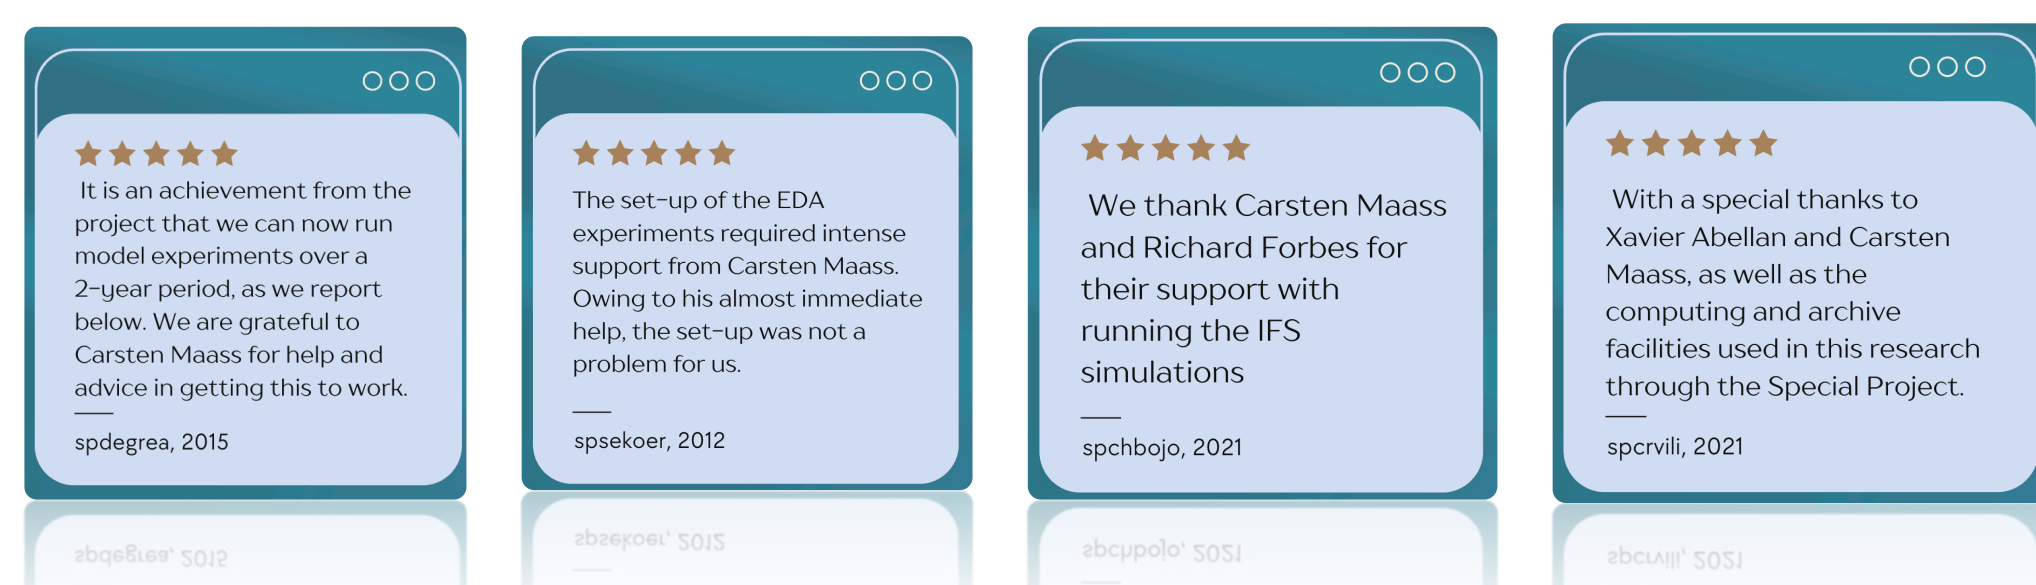 It is an achievement from the
project that we can now run
model experiments over a
2-year period, as we report
below. We are grateful to
Carsten Maass for help and
advice in getting this to work.
spdegrea, 2015
The set-up of the EDA
experiments required intense
support from Carsten Maass.
Owing to his almost immediate
help, the set-up was not a
problem for us.
spsekoer, 2012
We thank Carsten Maass
and Richard Forbes for
their support with
running the IFS
simulations
spchbojo, 2021
With a special thanks to
Xavier Abellan and Carsten
Maass, as well as the
computing and archive
facilities used in this research
through the Special Project.
spcrvili, 2021